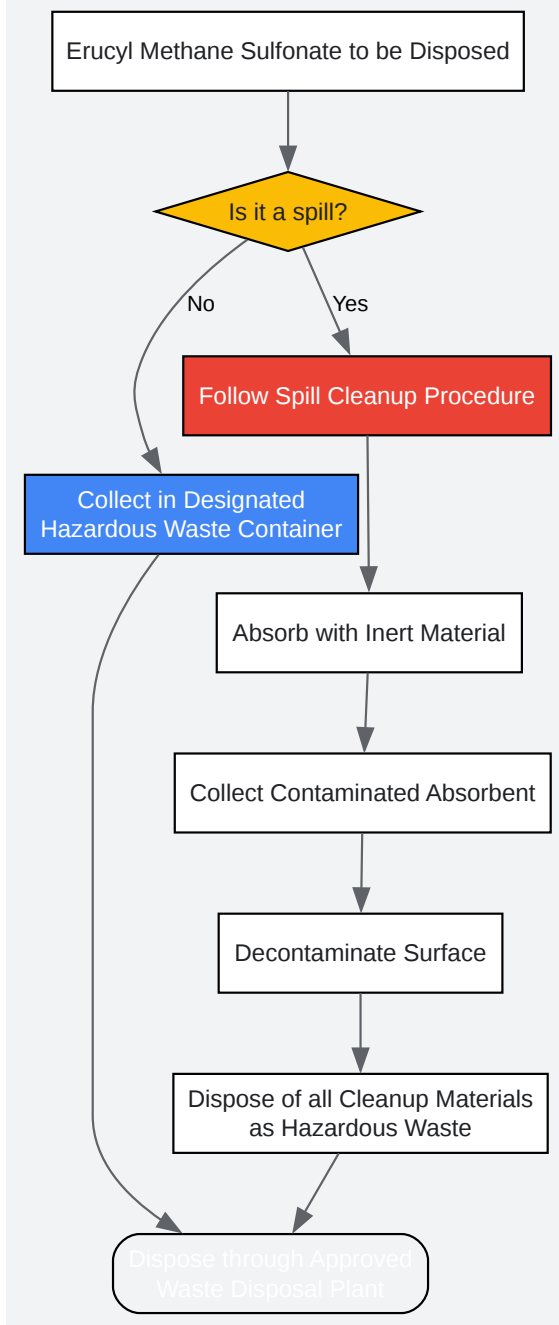 Erucyl Methane Sulfonate to be Disposed
Is it a spill?
No
Yes
Follow Spill Cleanup Procedure
Collect in Designated
Hazardous Waste Container
Absorb with Inert Material
Collect Contaminated Absorbent
Decontaminate Surface
Dispose of all Cleanup Materials
as Hazardous Waste
Dispose through Approved
Waste Disposal Plant